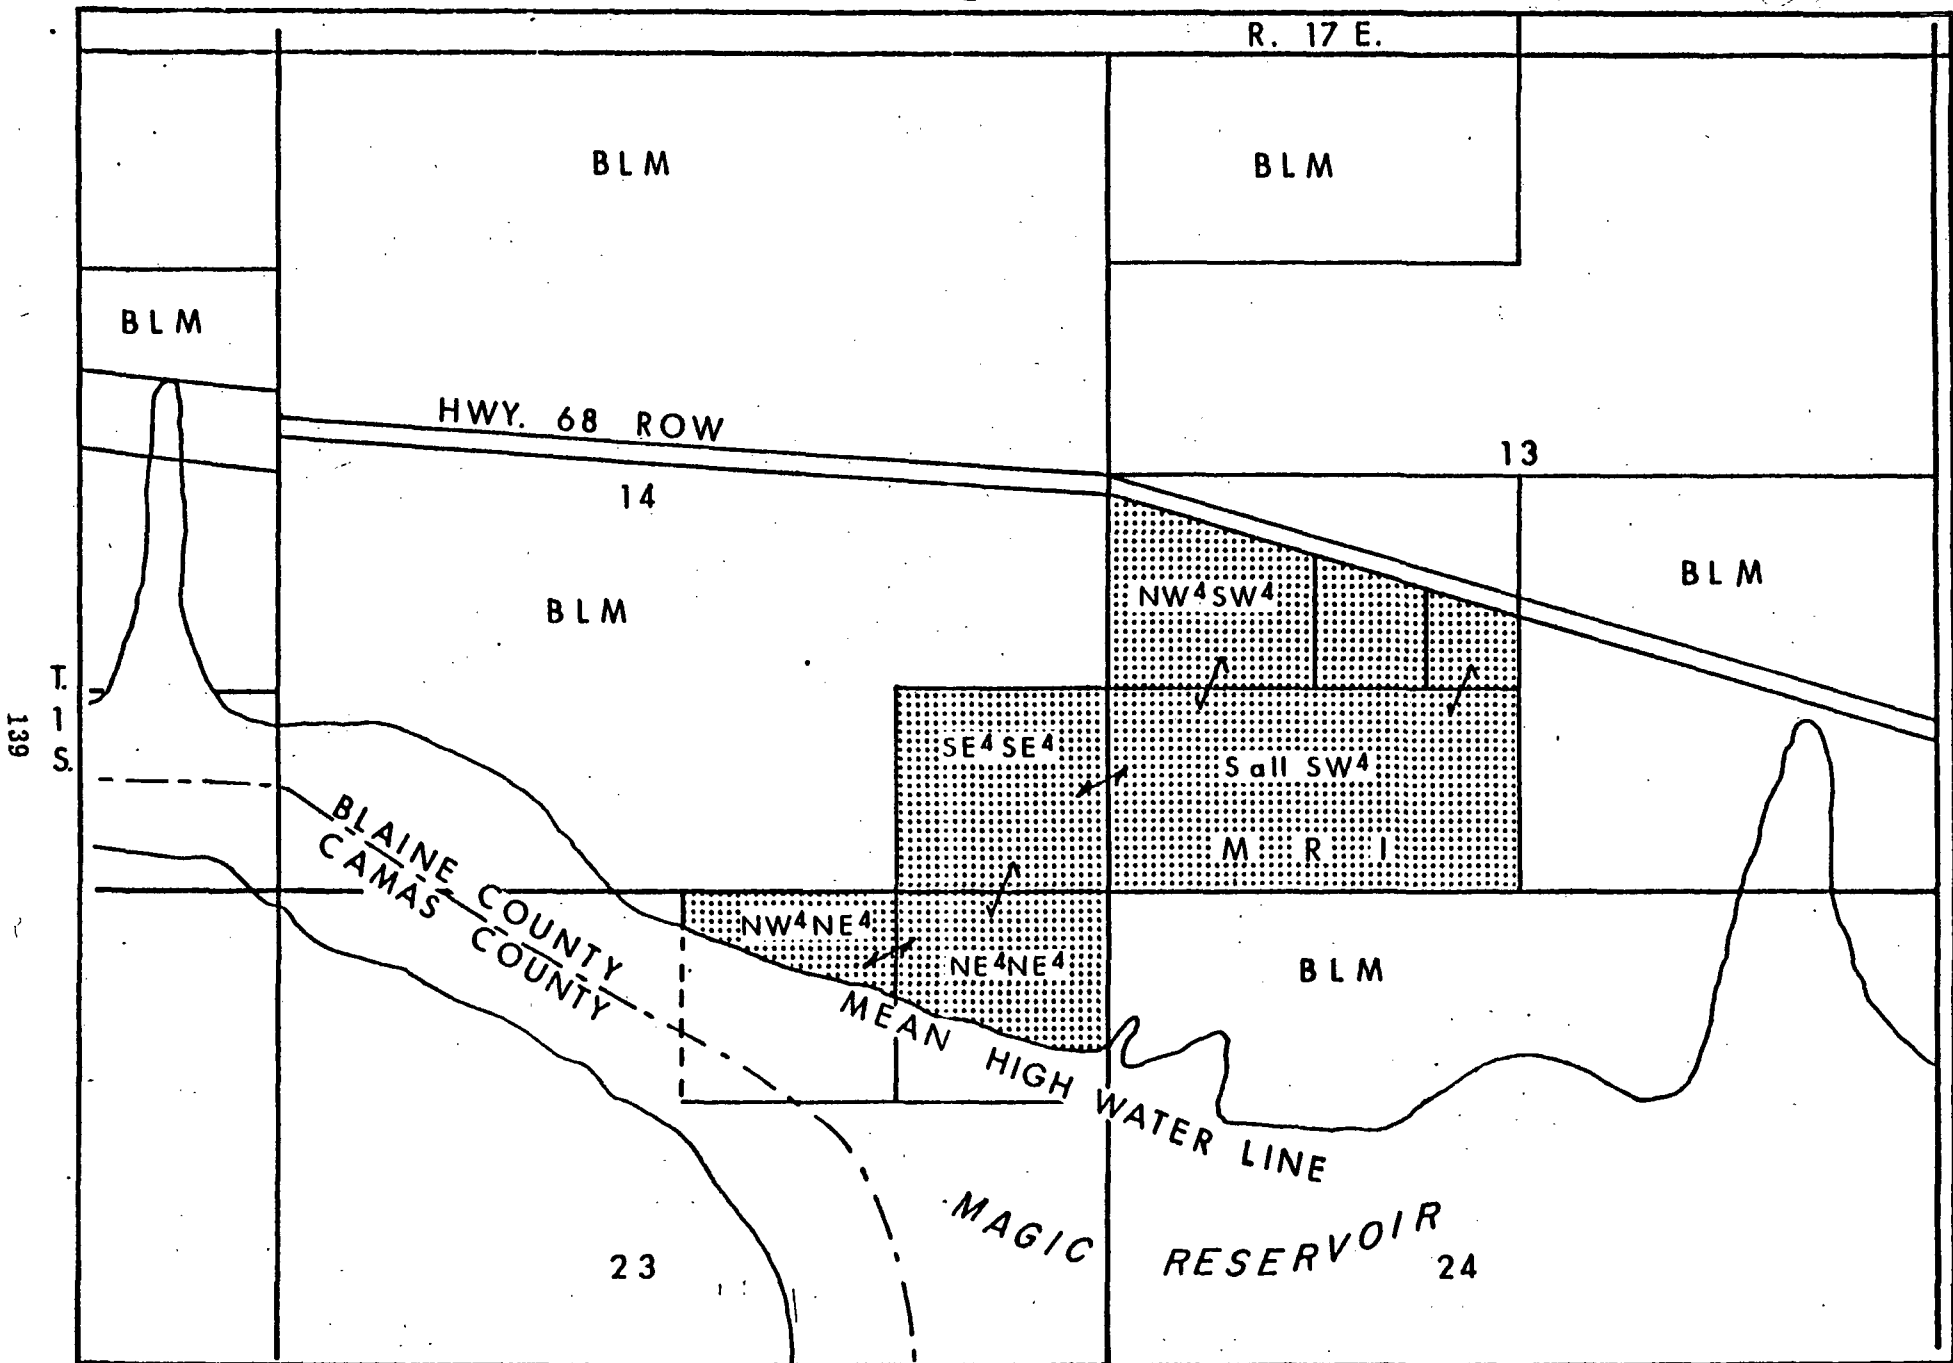 R. 17 E.
BLM
BLM
BLM
HWY. 68 ROW
13
14
BLM
NW⁴SW⁴
BLM
T.
1
S.
139
SE⁴SE⁴
S all SW⁴
M R I
BLAINE COUNTY
CAMAS COUNTY
NW⁴NE⁴
NE⁴NE⁴
BLM
MEAN HIGH WATER LINE
MAGIC RESERVOIR
23
24